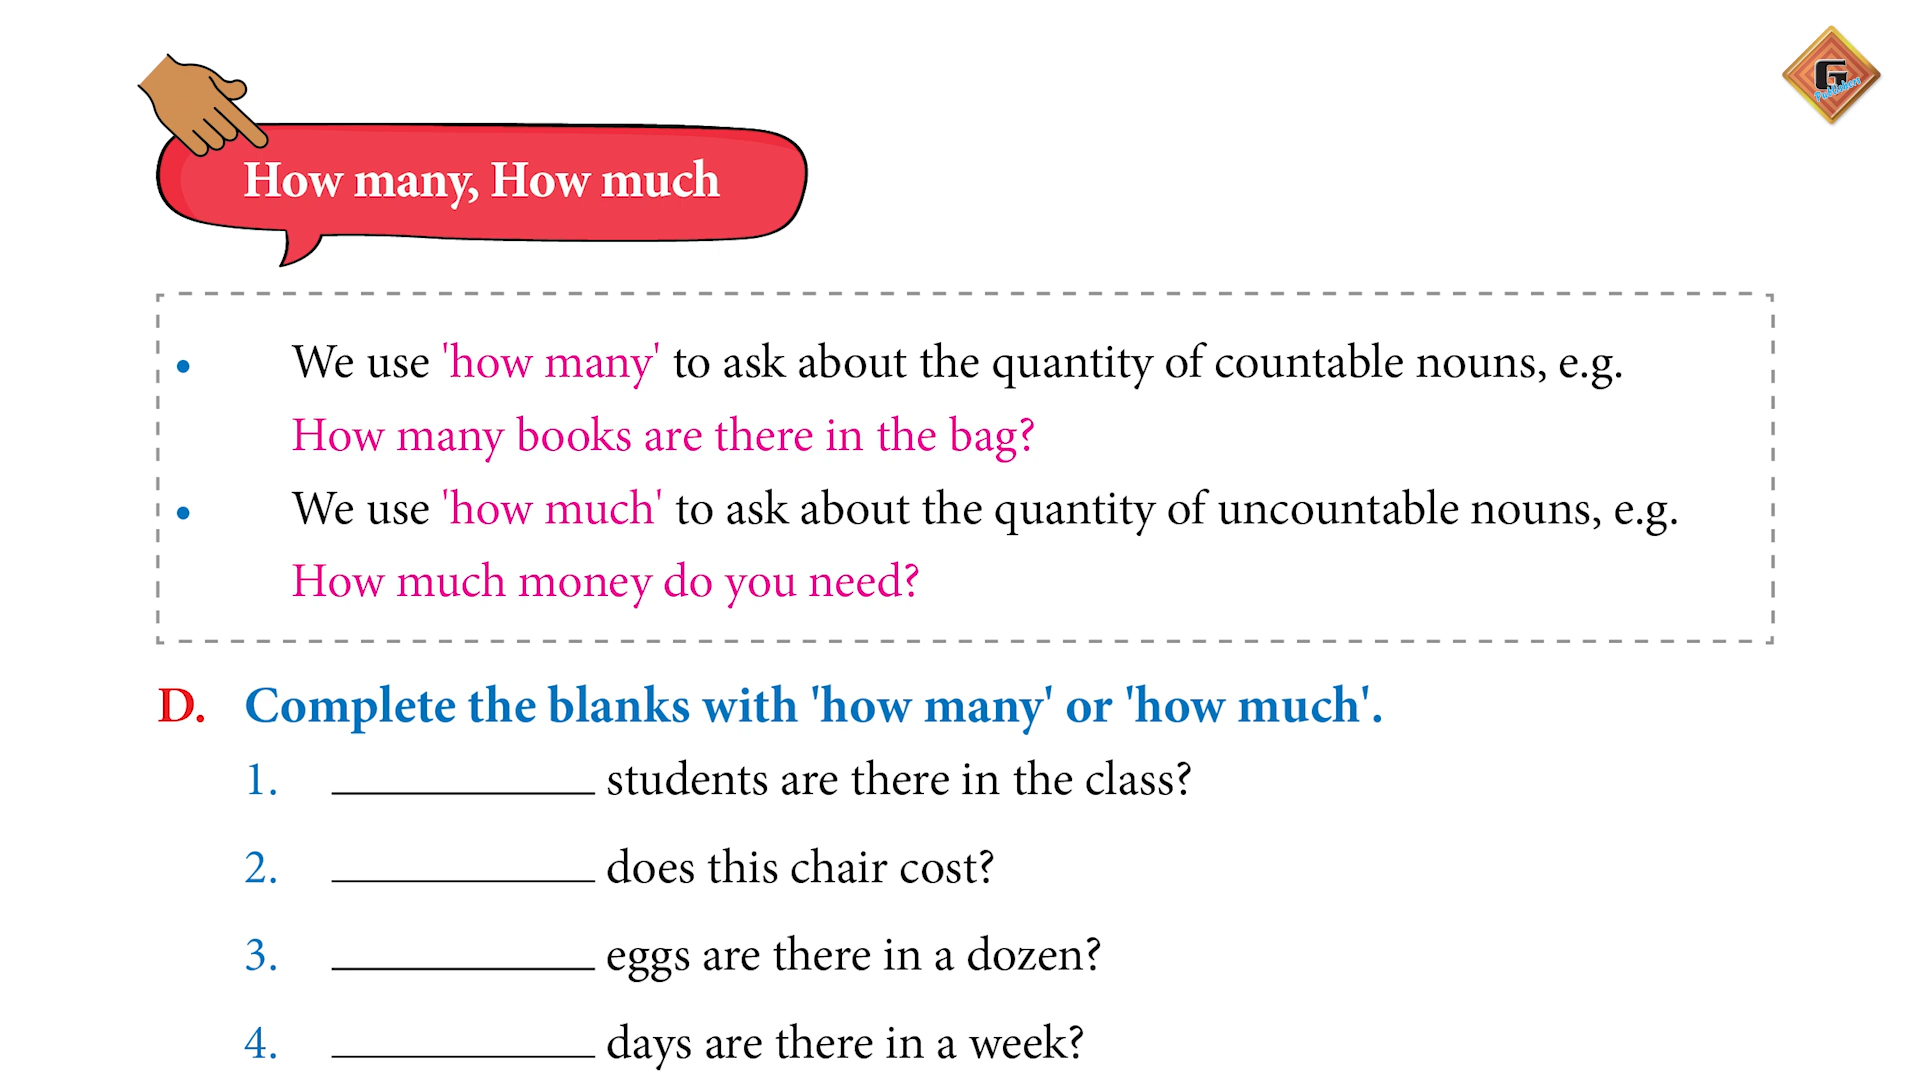 G
Publishers
How many, How much
• We use 'how many' to ask about the quantity of countable nouns, e.g.
How many books are there in the bag?
• We use 'how much' to ask about the quantity of uncountable nouns, e.g.
How much money do you need?
D. Complete the blanks with 'how many' or 'how much'.
1. ____________ students are there in the class?
2. ____________ does this chair cost?
3. ____________ eggs are there in a dozen?
4. ____________ days are there in a week?